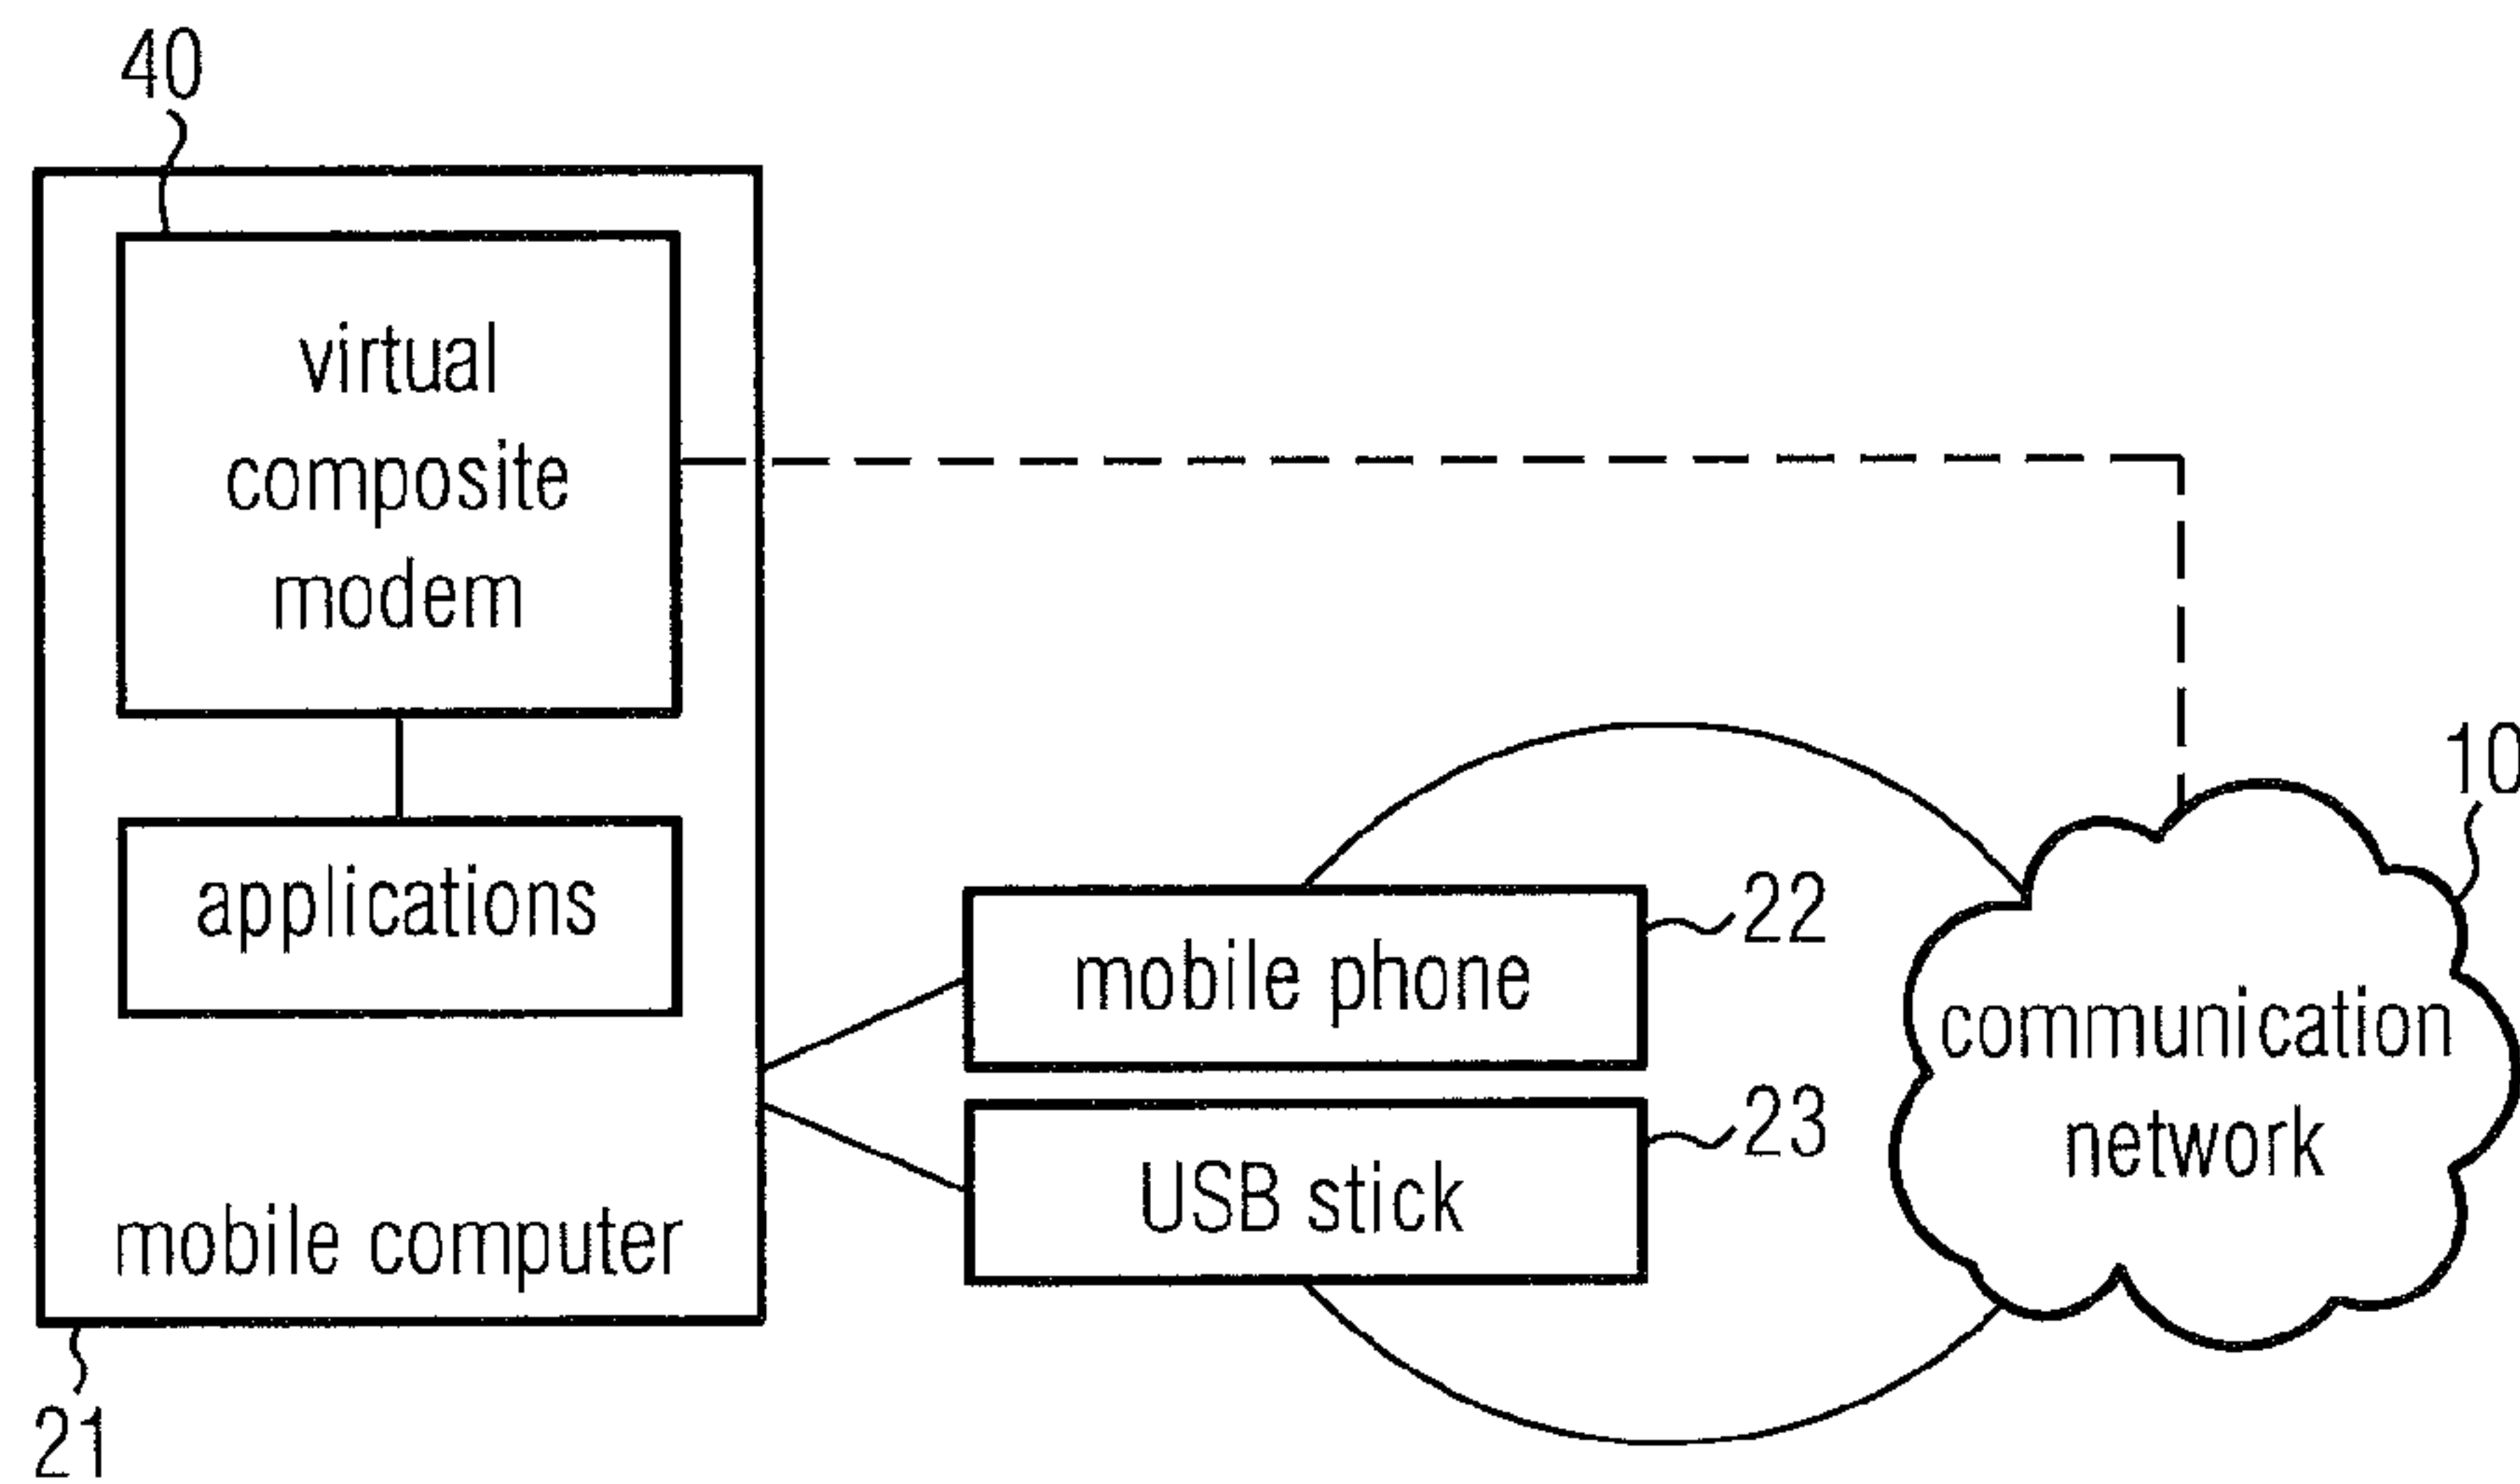 40
virtual
composite
modem
applications
mobile computer
21
mobile phone
22
USB stick
23
10
communication
network